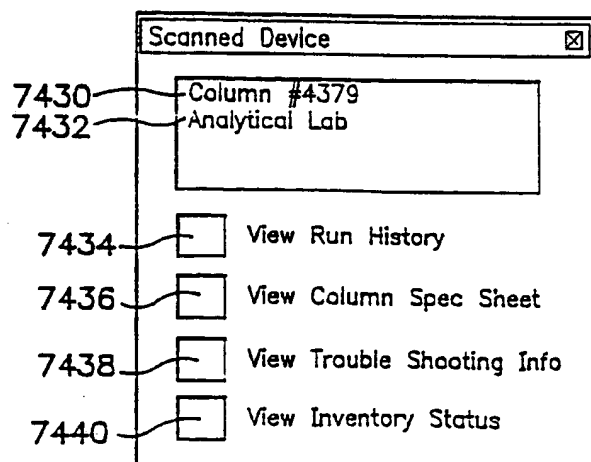 Scanned Device
7430 Column #4379
7432 Analytical Lab
7434 View Run History
7436 View Column Spec Sheet
7438 View Trouble Shooting Info
7440 View Inventory Status